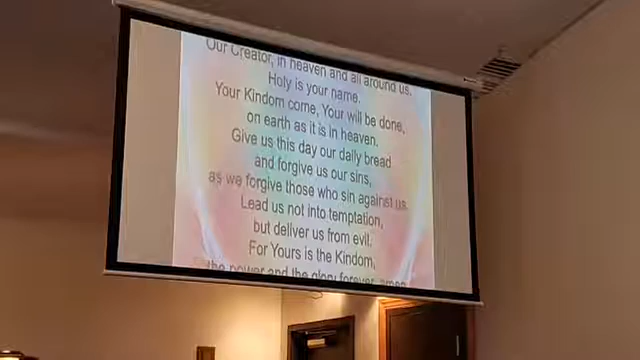 Our Creator, in heaven and all around us,
Holy is your name.
Your Kindom come, Your will be done,
on earth as it is in heaven.
Give us this day our daily bread
and forgive us our sins,
as we forgive those who sin against us.
Lead us not into temptation,
but deliver us from evil.
For Yours is the Kindom,
the power and the glory forever, amen